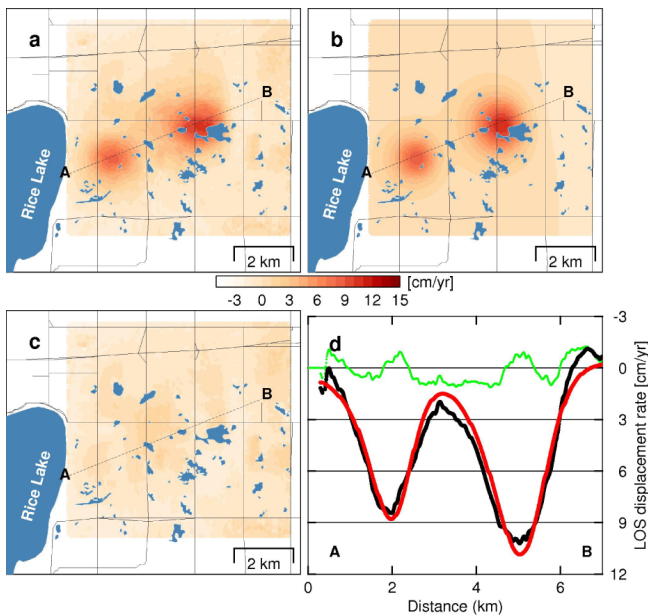 a
B
A
Rice Lake
2 km
b
B
A
Rice Lake
2 km
-3 0 3 6 9 12 15
[cm/yr]
c
B
A
Rice Lake
2 km
d
-3
0
3
6
9
12
LOS displacement rate [cm/yr]
A
B
0 2 4 6
Distance (km)